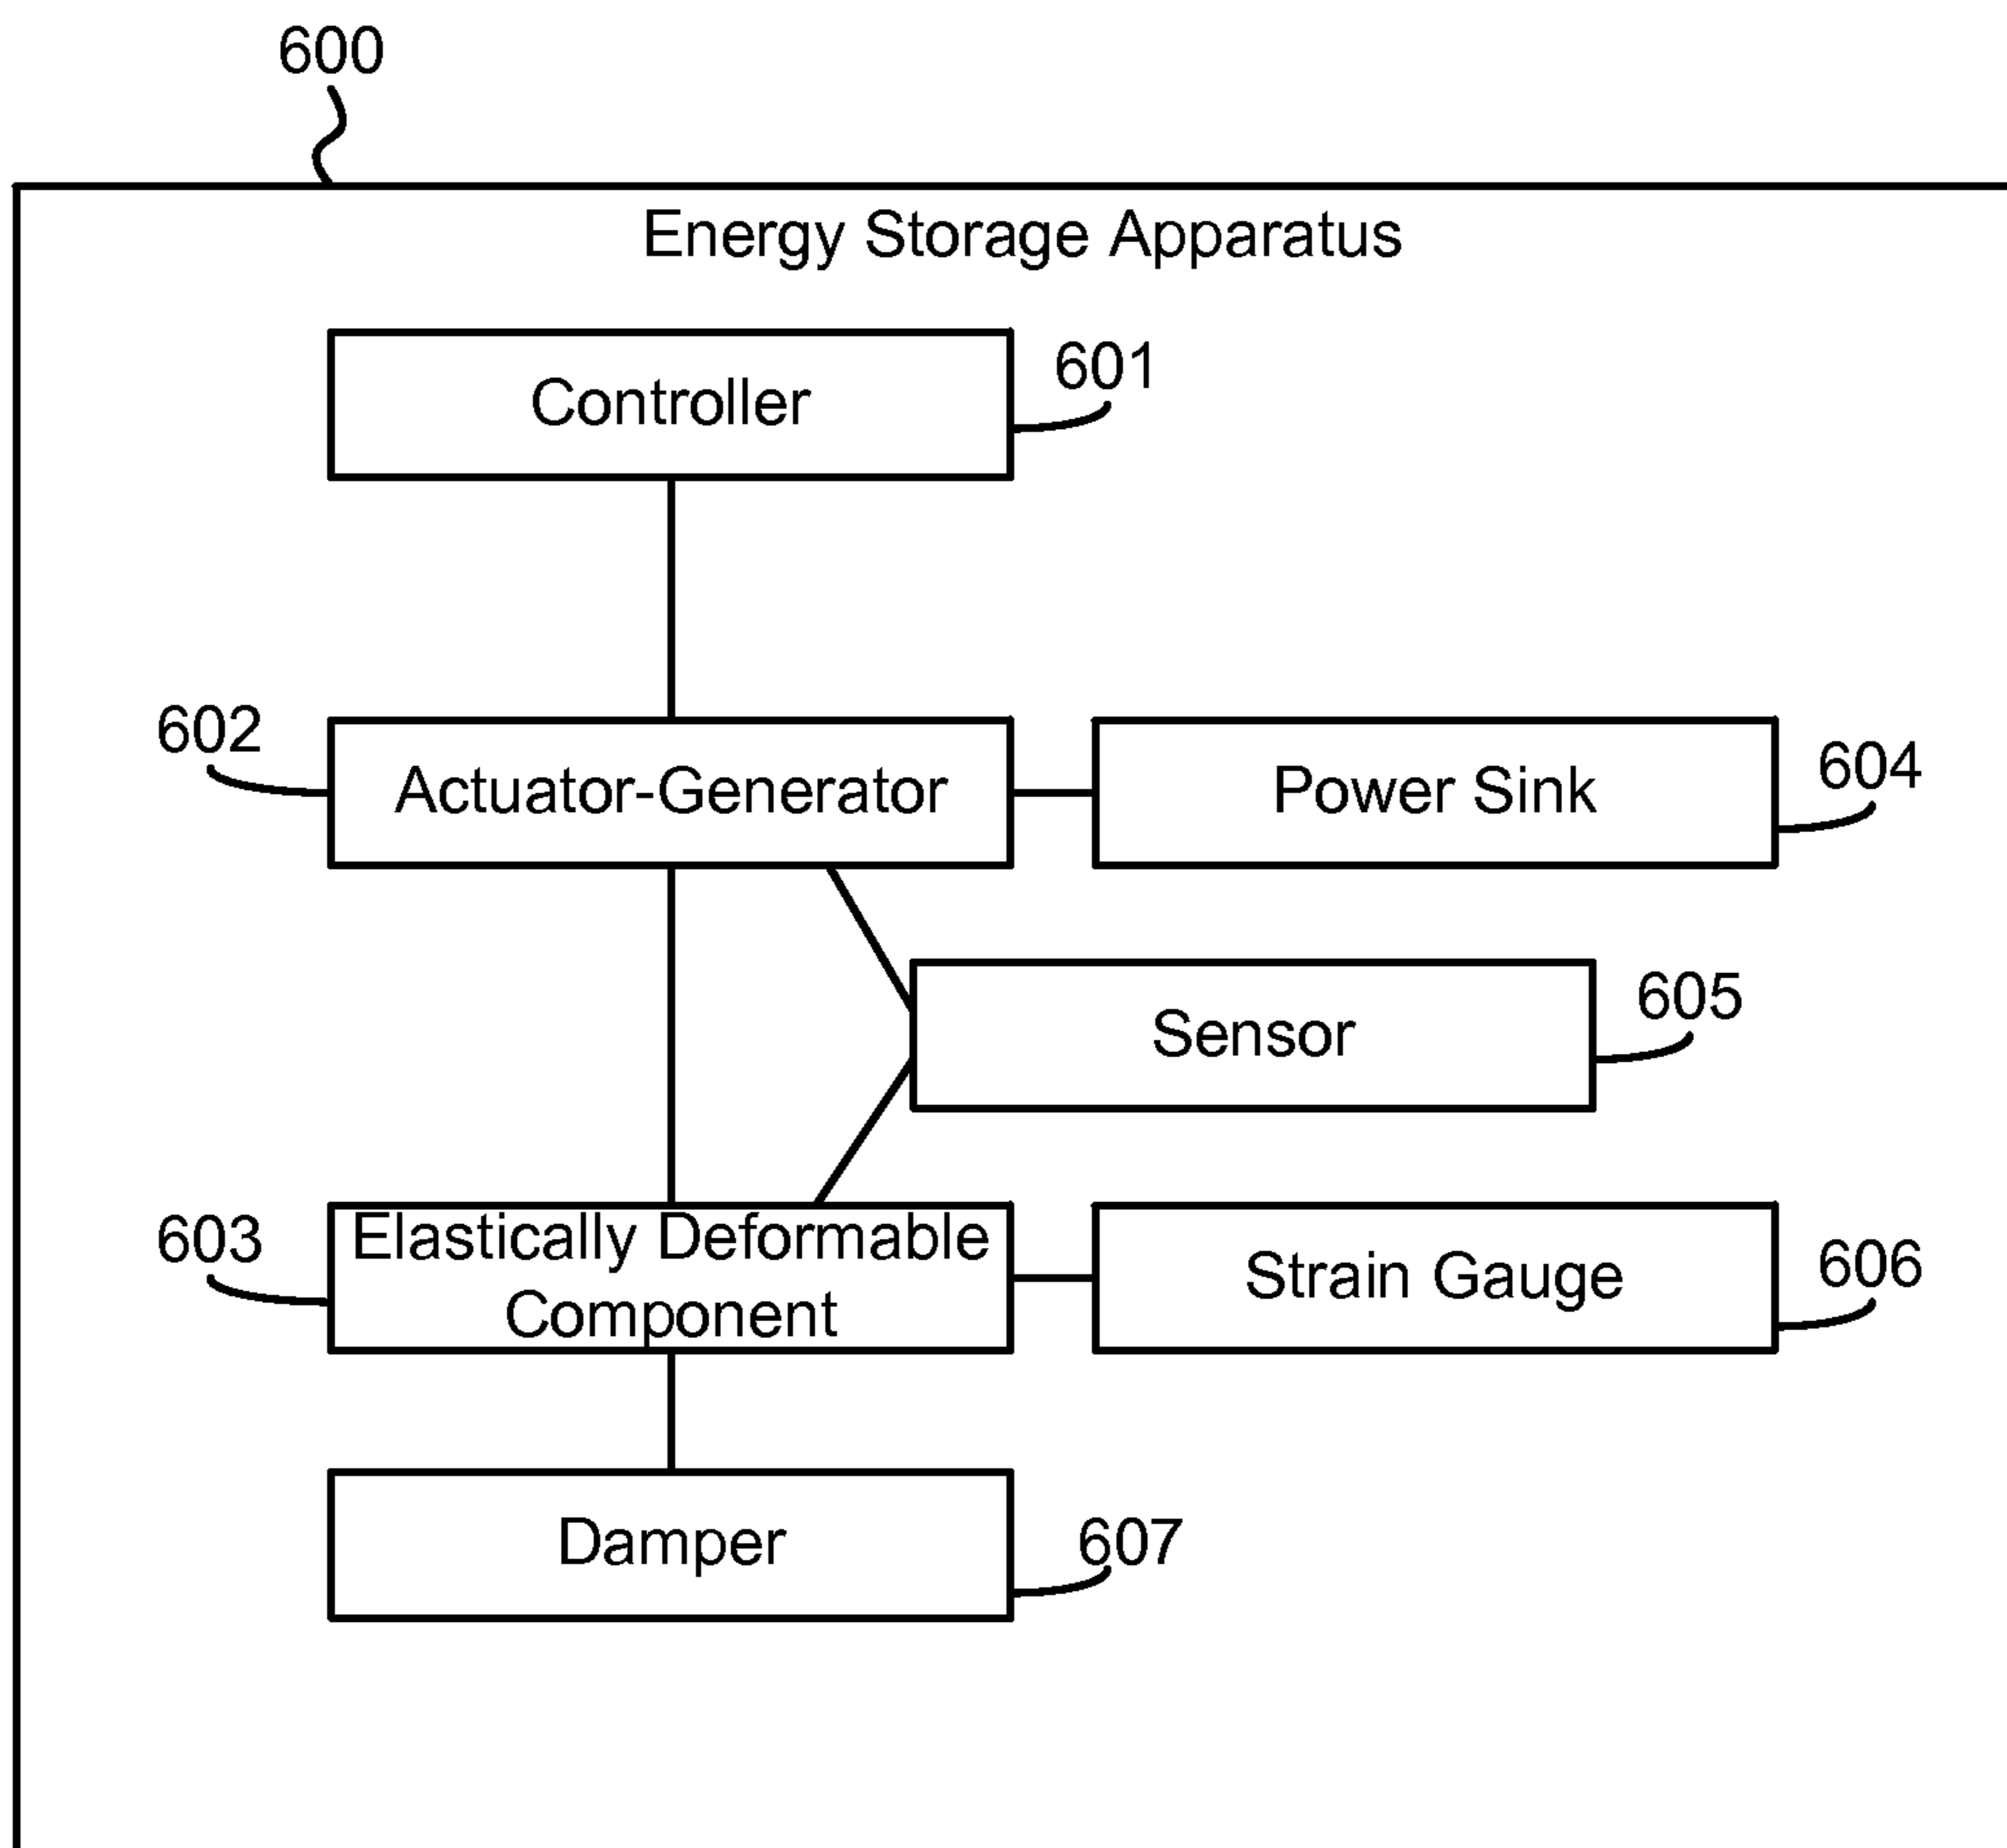 600
Energy Storage Apparatus
Controller
601
602
Actuator-Generator
Power Sink
604
Sensor
605
603
Elastically Deformable
Component
Strain Gauge
606
Damper
607